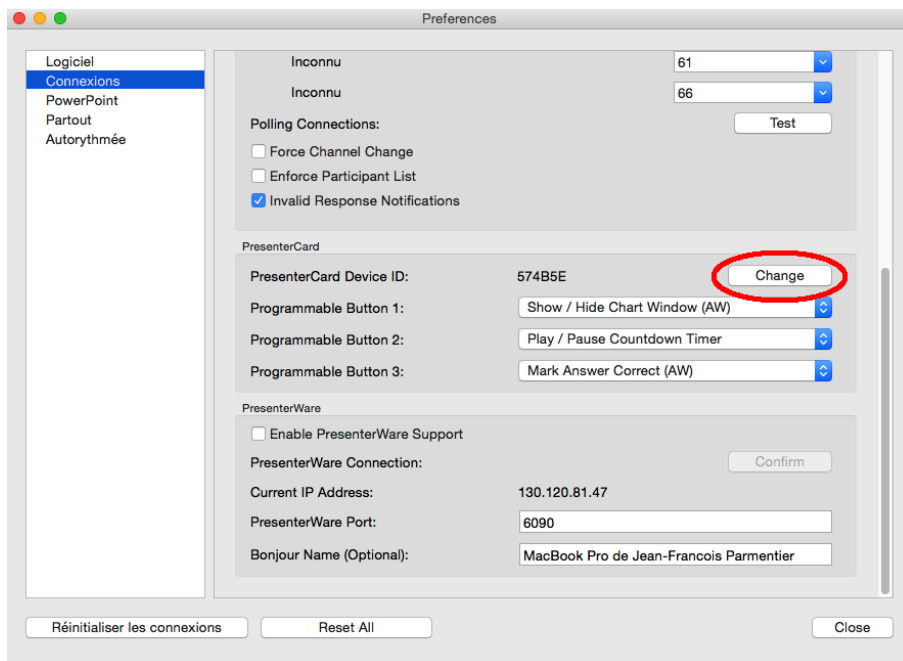 Preferences
Logiciel
Connexions
PowerPoint
Partout
Autorythmée
Inconnu 61
Inconnu 66
Polling Connections: Test
Force Channel Change
Enforce Participant List
Invalid Response Notifications
PresenterCard
PresenterCard Device ID: 574B5E Change
Programmable Button 1: Show / Hide Chart Window (AW)
Programmable Button 2: Play / Pause Countdown Timer
Programmable Button 3: Mark Answer Correct (AW)
PresenterWare
Enable PresenterWare Support
PresenterWare Connection: Confirm
Current IP Address: 130.120.81.47
PresenterWare Port: 6090
Bonjour Name (Optional): MacBook Pro de Jean-Francois Parmentier
Réinitialiser les connexions Reset All Close